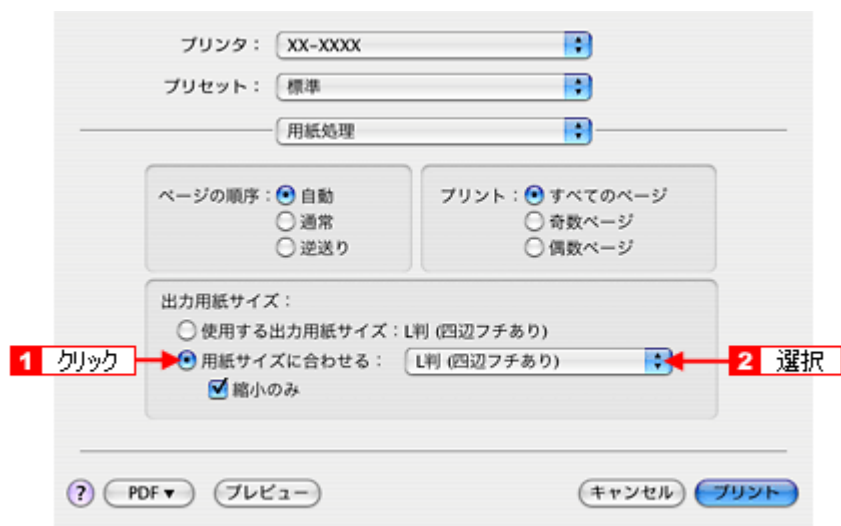 プリンタ： XX-XXXX
プリセット： 標準
用紙処理
ページの順序： 自動
通常
逆送り
プリント： すべてのページ
奇数ページ
偶数ページ
出力用紙サイズ：
使用する出力用紙サイズ：L判 (四辺フチあり)
1 クリック
用紙サイズに合わせる： L判 (四辺フチあり)
2 選択
縮小のみ
? PDF▼ プレビュー キャンセル プリント